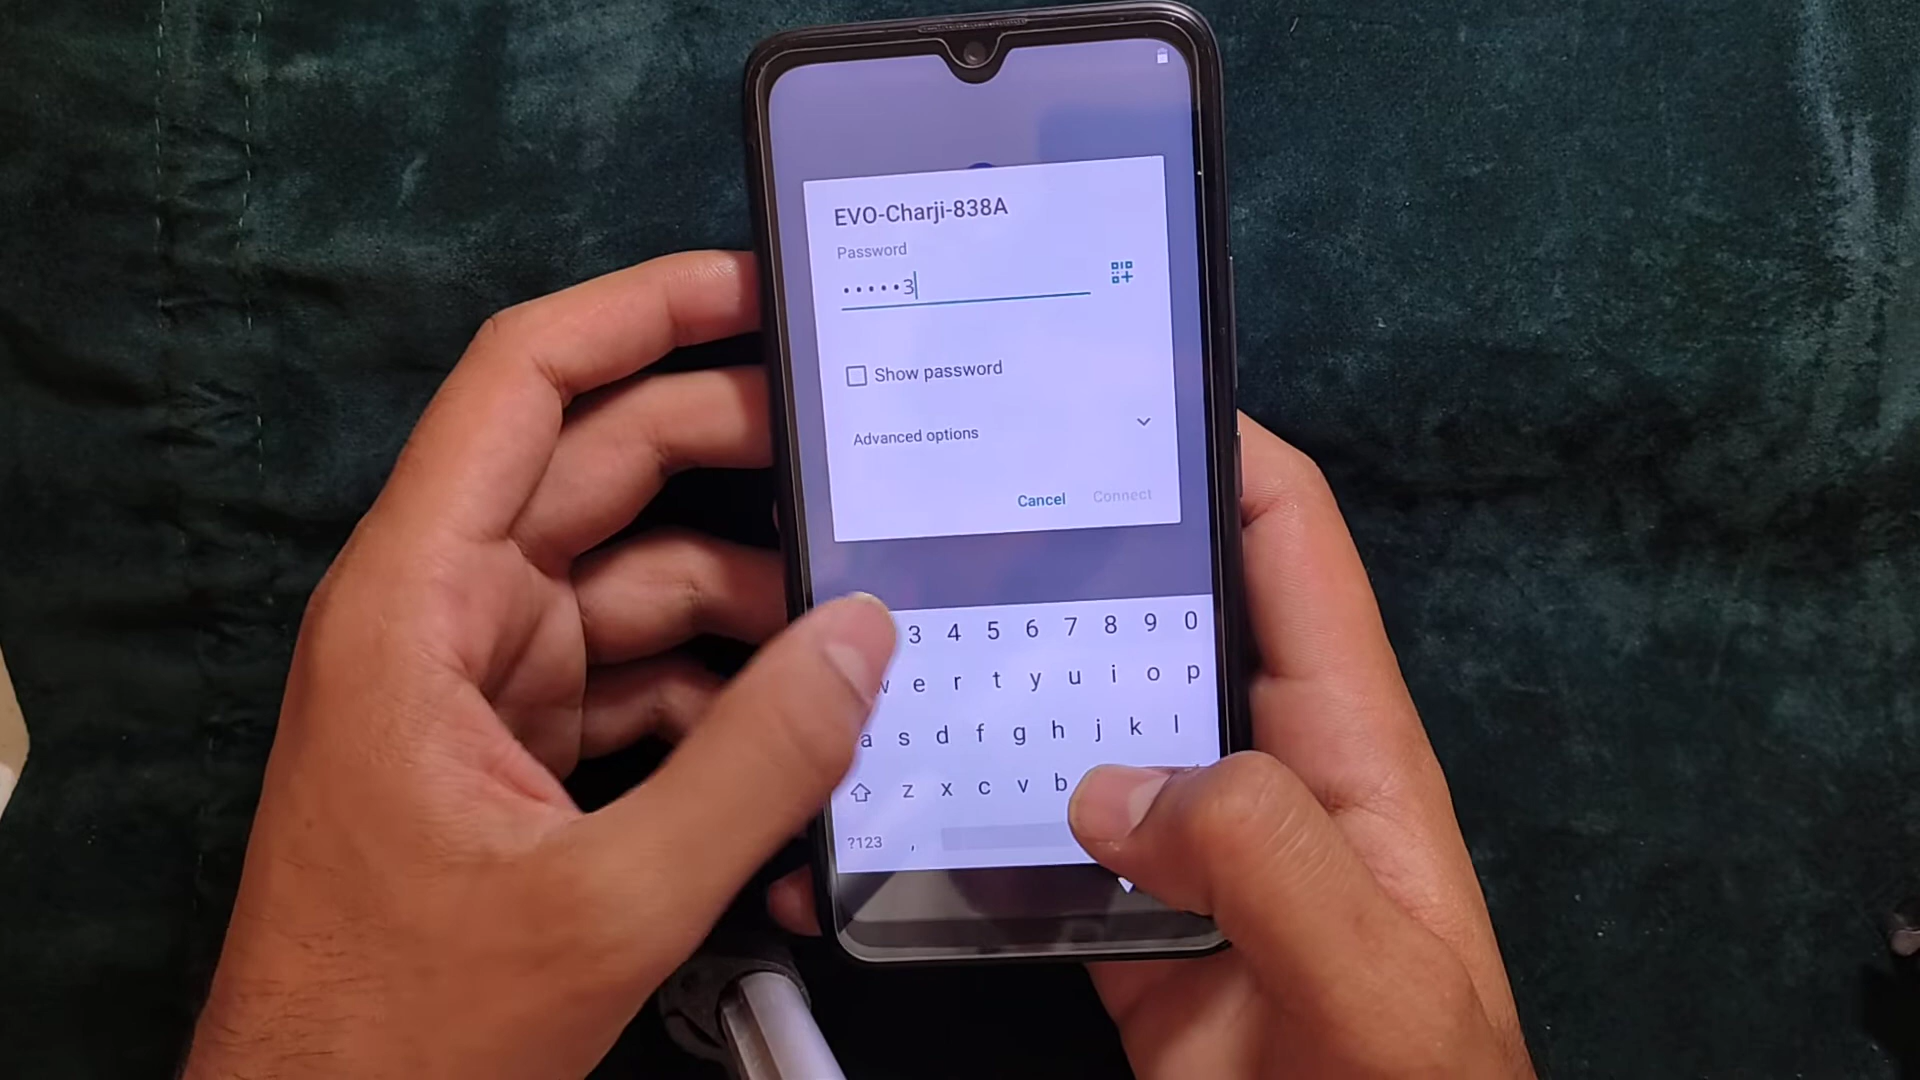 EVO-Charji-838A
Password
•••••3
Show password
Advanced options
Cancel Connect
3 4 5 6 7 8 9 0
w e r t y u i o p
a s d f g h j k l
z x c v b
?123 ,